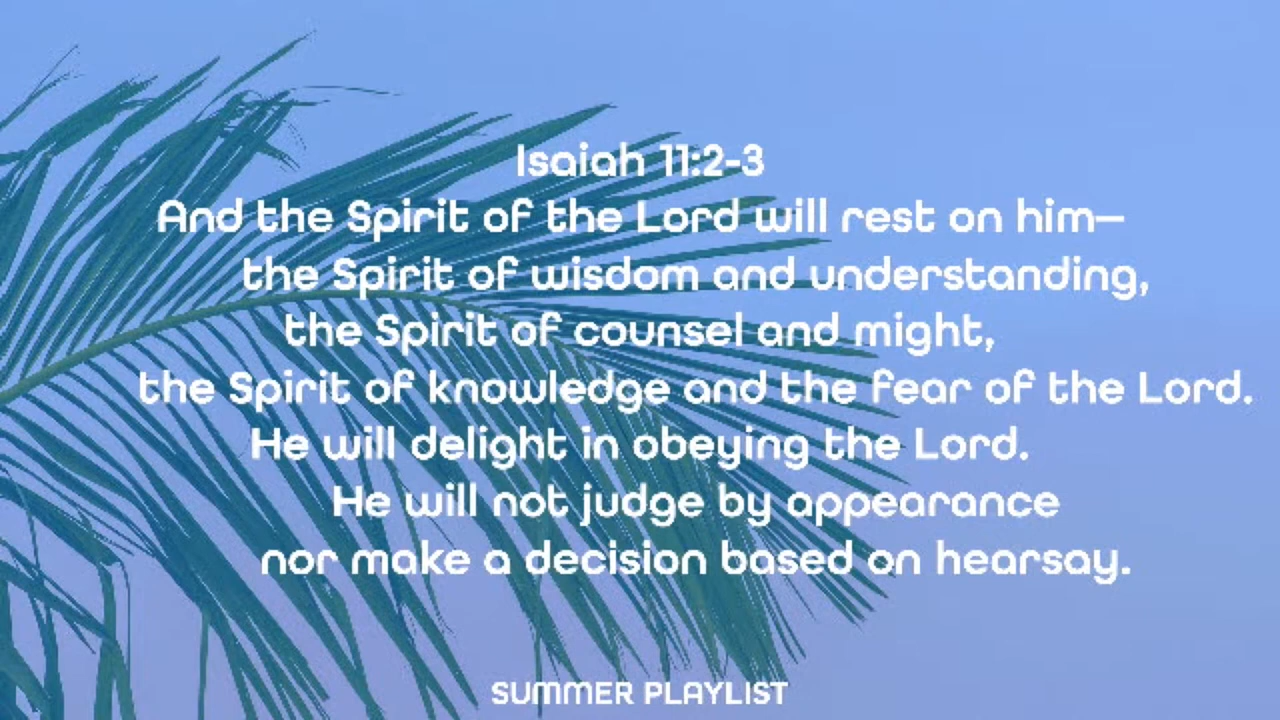 Isaiah 11:2-3
And the Spirit of the Lord will rest on him—
the Spirit of wisdom and understanding,
the Spirit of counsel and might,
the Spirit of knowledge and the fear of the Lord.
He will delight in obeying the Lord.
He will not judge by appearance
nor make a decision based on hearsay.
SUMMER PLAYLIST